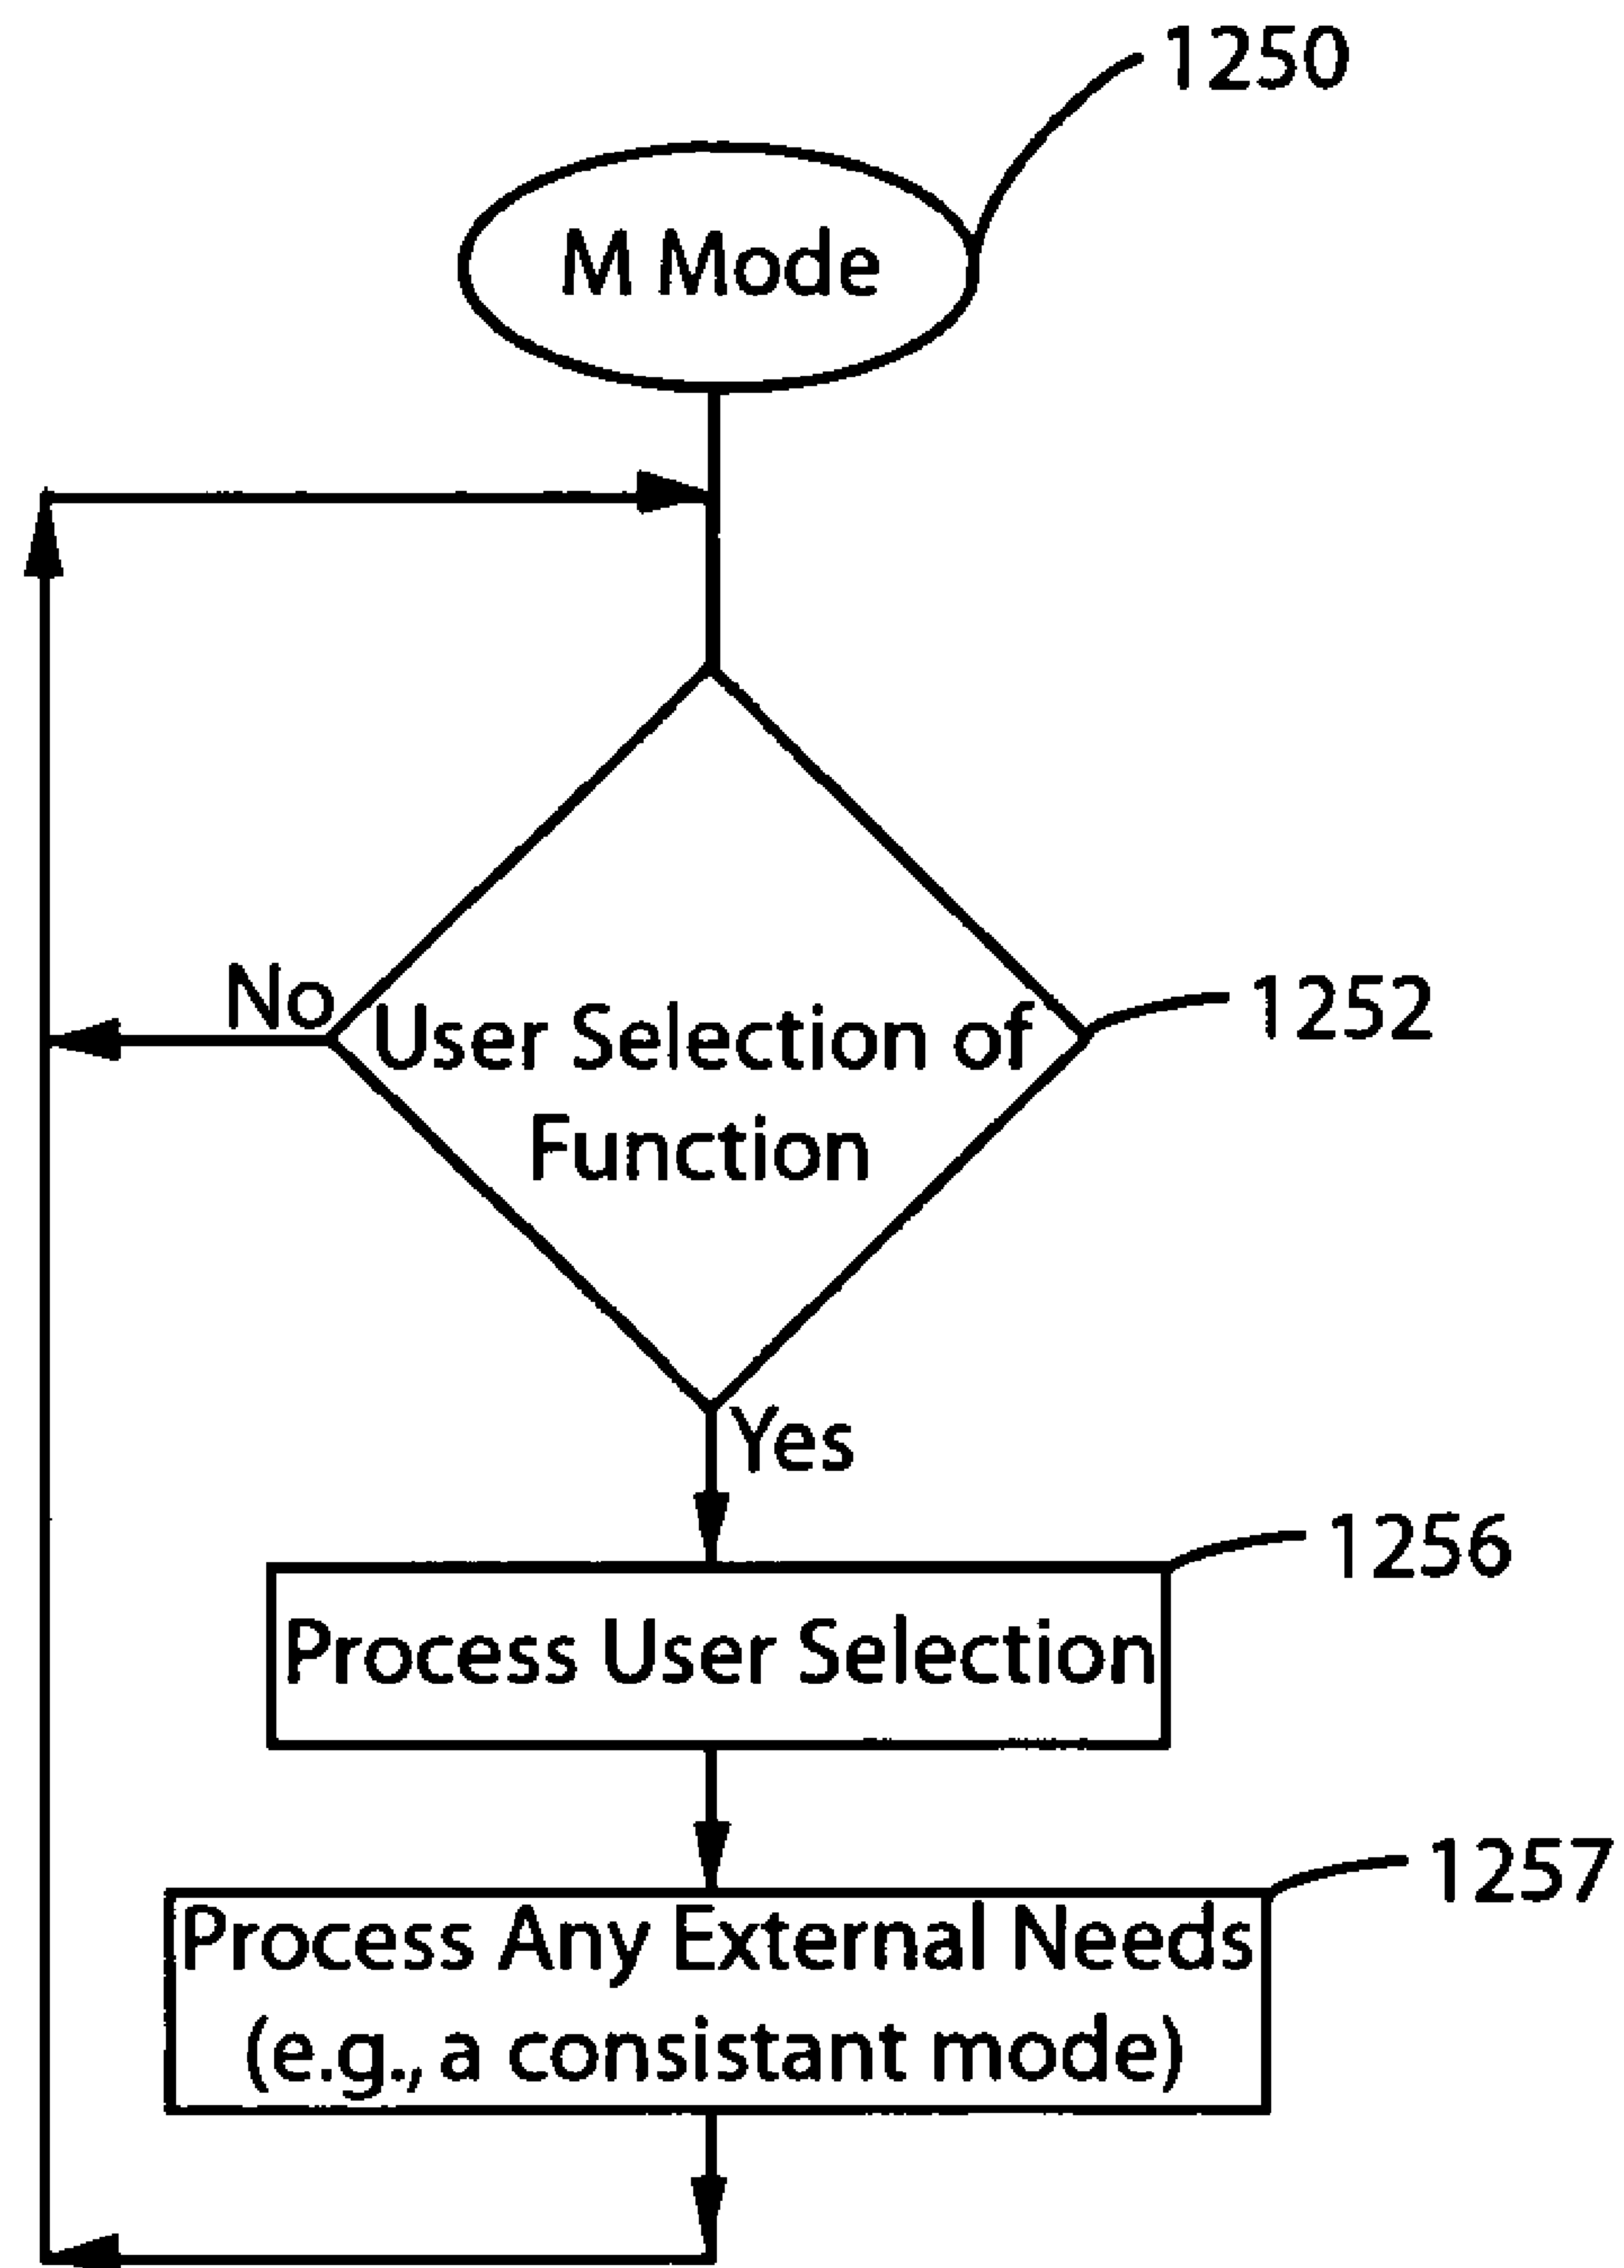 1250
M Mode
No
User Selection of
Function
1252
Yes
1256
Process User Selection
1257
Process Any External Needs
(e.g., a consistant mode)